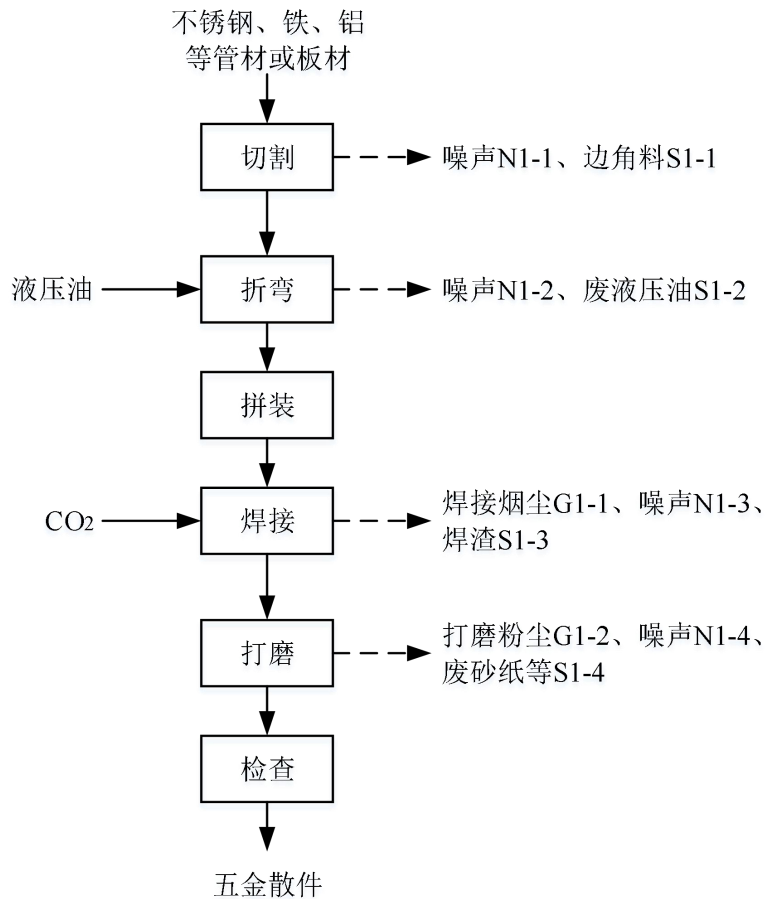 不锈钢、铁、铝
等管材或板材
切割
噪声N1-1、边角料S1-1
液压油
折弯
噪声N1-2、废液压油S1-2
拼装
CO₂
焊接
焊接烟尘G1-1、噪声N1-3、
焊渣S1-3
打磨
打磨粉尘G1-2、噪声N1-4、
废砂纸等S1-4
检查
五金散件